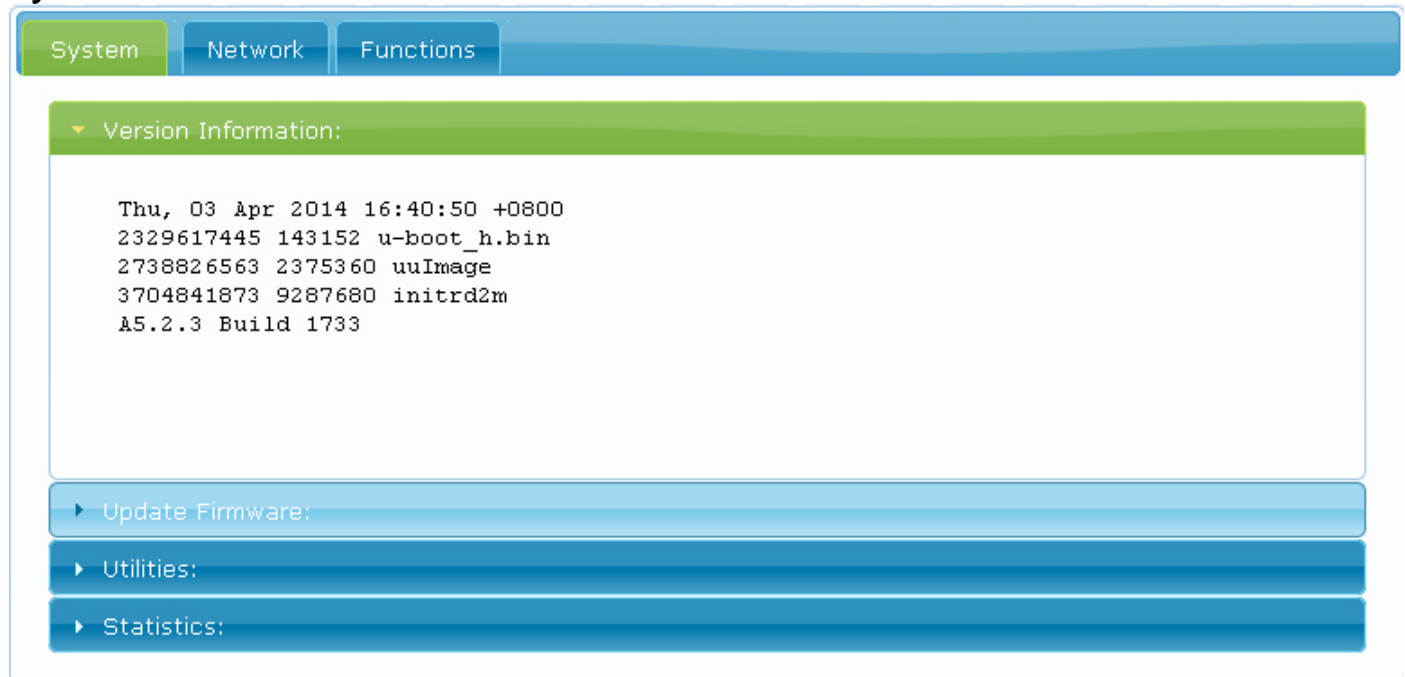 System Network Functions
Version Information:
Thu, 03 Apr 2014 16:40:50 +0800
2329617445 143152 u-boot_h.bin
2738826563 2375360 uuImage
3704841873 9287680 initrd2m
A5.2.3 Build 1733
Update Firmware:
Utilities:
Statistics: